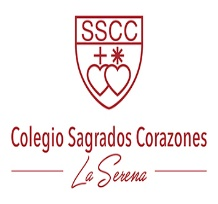 SSCC
Colegio Sagrados Corazones
La Serena